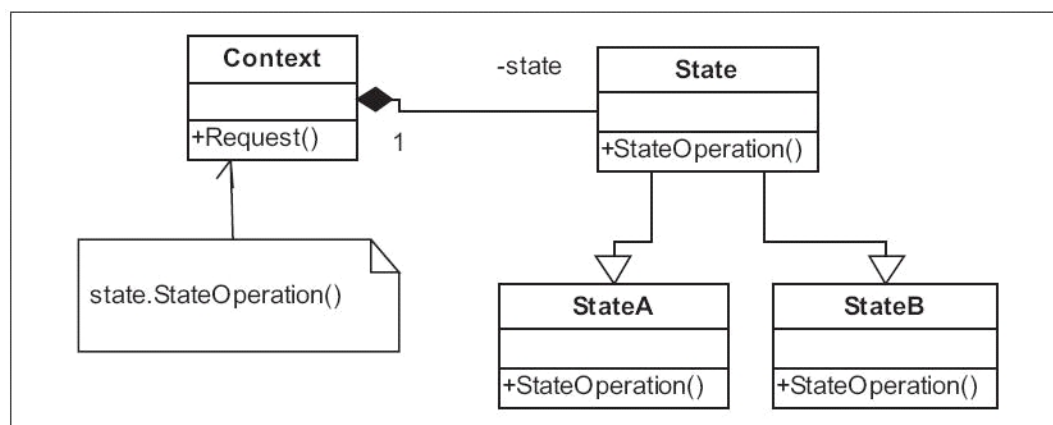 Context
+Request()
1
-state
State
+StateOperation()
state.StateOperation()
StateA
+StateOperation()
StateB
+StateOperation()